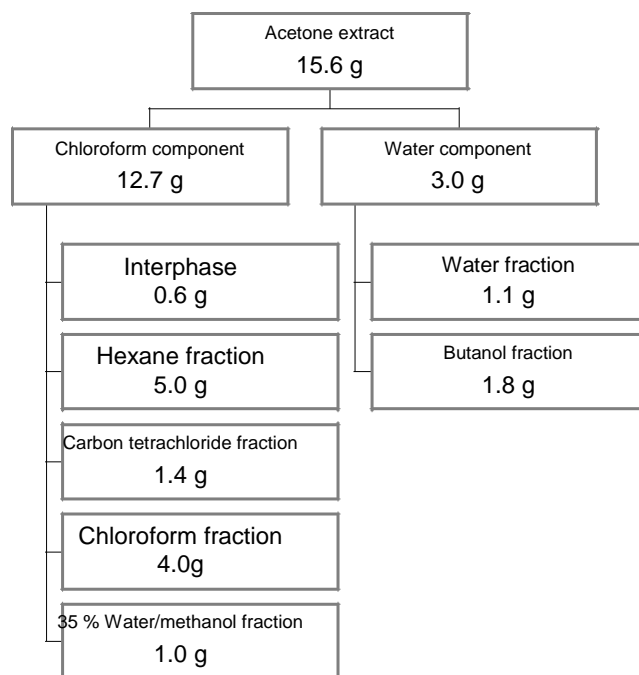 Acetone extract
15.6 g
Chloroform component
12.7 g
Water component
3.0 g
Interphase
0.6 g
Hexane fraction
5.0 g
Carbon tetrachloride fraction
1.4 g
Chloroform fraction
4.0g
35 % Water/methanol fraction
1.0 g
Water fraction
1.1 g
Butanol fraction
1.8 g